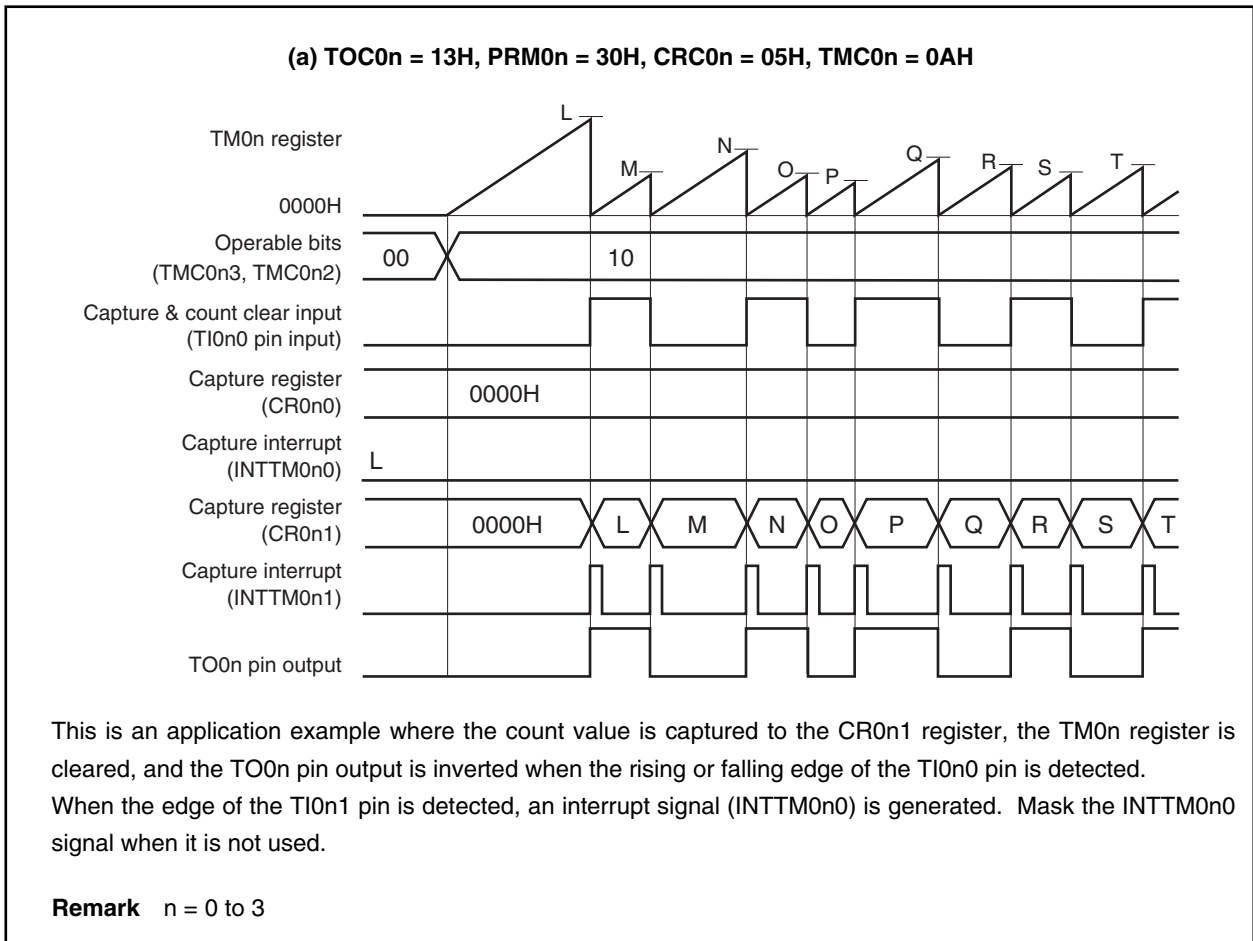 (a) TOC0n = 13H, PRM0n = 30H, CRC0n = 05H, TMC0n = 0AH
TM0n register
L
M
N
O
P
Q
R
S
T
0000H
Operable bits
(TMC0n3, TMC0n2)
00
10
Capture & count clear input
(TI0n0 pin input)
Capture register
(CR0n0)
0000H
Capture interrupt
(INTTM0n0)
L
Capture register
(CR0n1)
0000H
L
M
N
O
P
Q
R
S
T
Capture interrupt
(INTTM0n1)
TO0n pin output
This is an application example where the count value is captured to the CR0n1 register, the TM0n register is
cleared, and the TO0n pin output is inverted when the rising or falling edge of the TI0n0 pin is detected.
When the edge of the TI0n1 pin is detected, an interrupt signal (INTTM0n0) is generated. Mask the INTTM0n0
signal when it is not used.
Remark n = 0 to 3